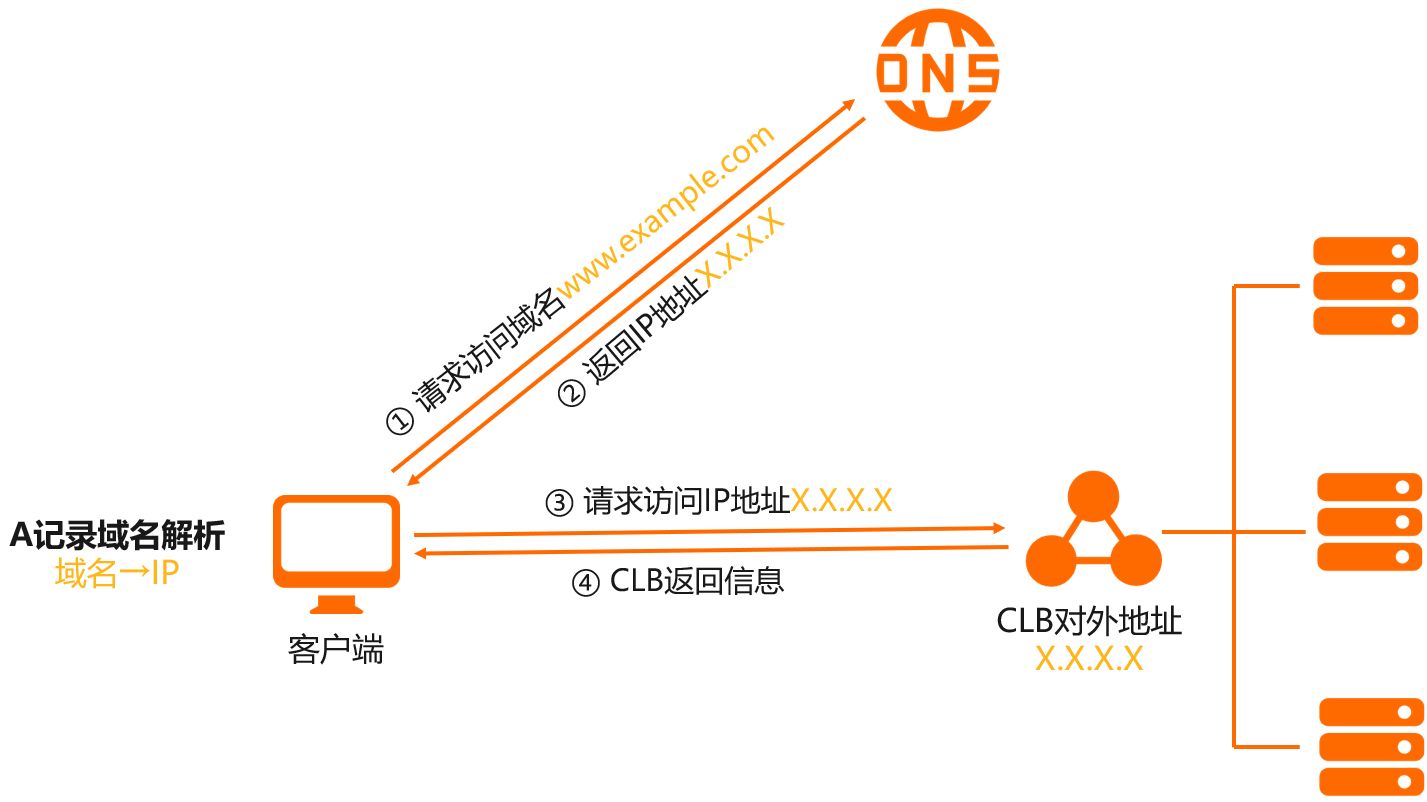 DNS
① 请求访问域名www.example.com
② 返回IP地址X.X.X.X
③ 请求访问IP地址X.X.X.X
④ CLB返回信息
A记录域名解析
域名→IP
客户端
CLB对外地址
X.X.X.X